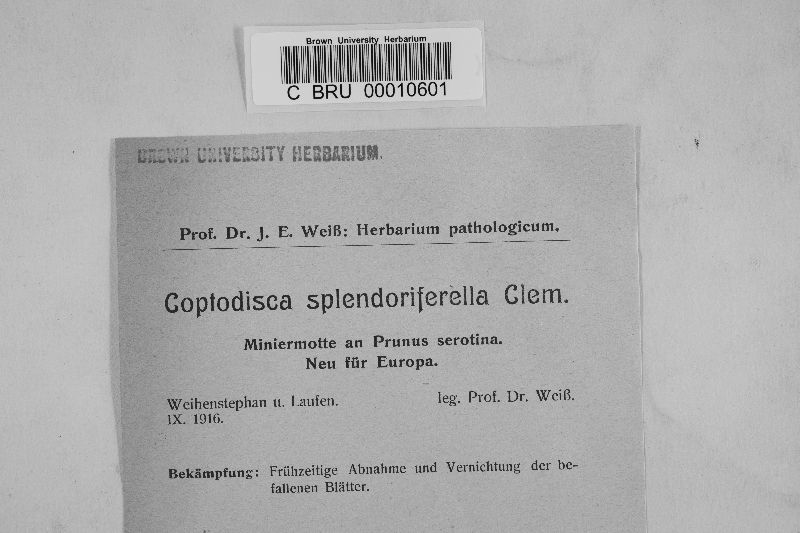 Brown University Herbarium
C BRU 00010601
BROWN UNIVERSITY HERBARIUM.
Prof. Dr. J. E. Weiß: Herbarium pathologicum.
Coptodisca splendoriferella Clem.
Miniermotte an Prunus serotina.
Neu für Europa.
Weihenstephan u. Laufen. leg. Prof. Dr. Weiß.
IX. 1916.
Bekämpfung: Frühzeitige Abnahme und Vernichtung der be-
fallenen Blätter.